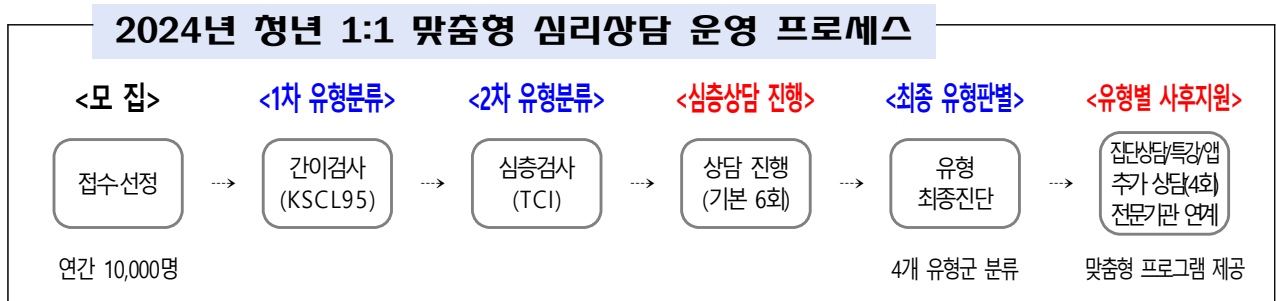 2024년 청년 1:1 맞춤형 심리상담 운영 프로세스
<모 집>
<1차 유형분류>
<2차 유형분류>
<심층상담 진행>
<최종 유형판별>
<유형별 사후지원>
접수·선정
간이검사
(KSCL95)
심층검사
(TCI)
상담 진행
(기본 6회)
유형
최종진단
집단상담/특강/앱
추가 상담(4회)
전문기관 연계
연간 10,000명
4개 유형군 분류
맞춤형 프로그램 제공